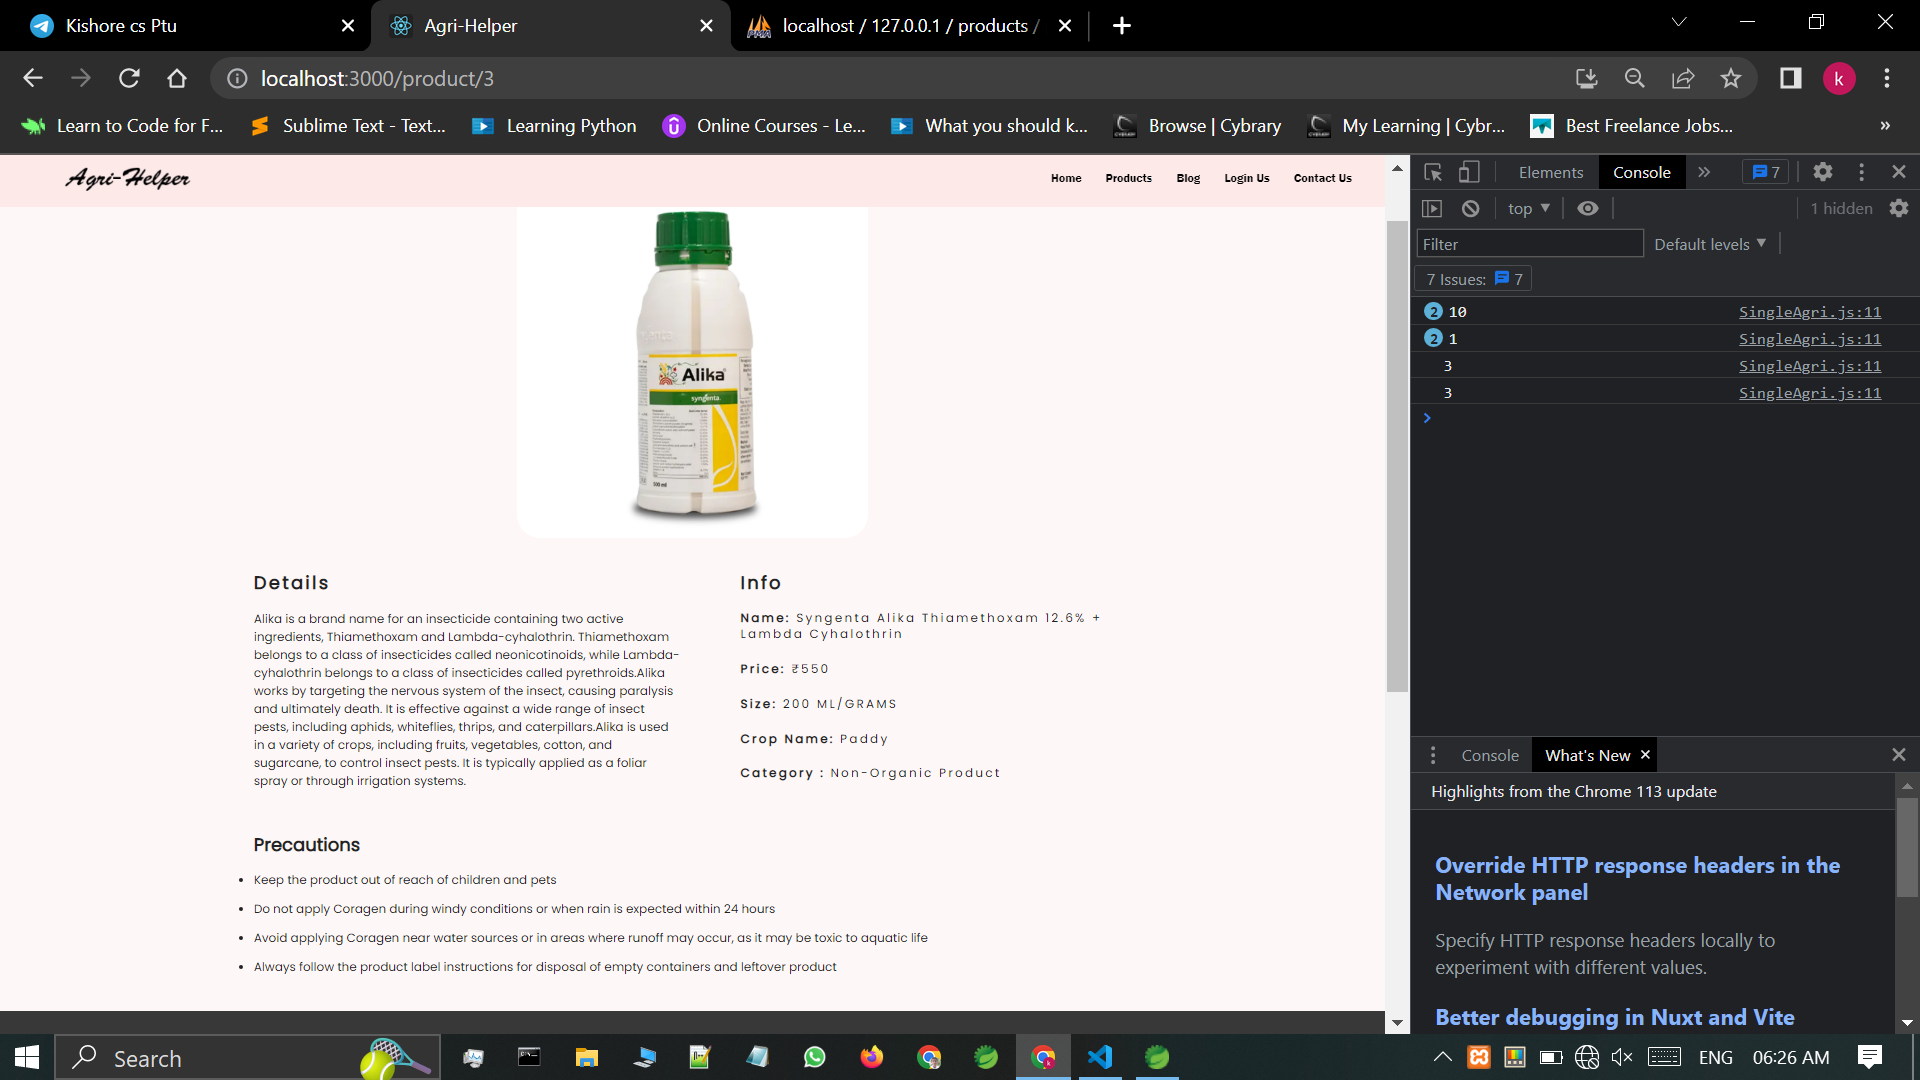 Kishore cs Ptu
Agri-Helper
localhost / 127.0.0.1 / products /
localhost:3000/product/3
k
Learn to Code for F...
Sublime Text - Text...
Learning Python
Online Courses - Le...
What you should k...
Browse | Cybrary
My Learning | Cybr...
Best Freelance Jobs...
»
Agri-Helper
Home
Products
Blog
Login Us
Contact Us
Alika
syngenta
500 ml
Details
Alika is a brand name for an insecticide containing two active
ingredients, Thiamethoxam and Lambda-cyhalothrin. Thiamethoxam
belongs to a class of insecticides called neonicotinoids, while Lambda-
cyhalothrin belongs to a class of insecticides called pyrethroids.Alika
works by targeting the nervous system of the insect, causing paralysis
and ultimately death. It is effective against a wide range of insect
pests, including aphids, whiteflies, thrips, and caterpillars.Alika is used
in a variety of crops, including fruits, vegetables, cotton, and
sugarcane, to control insect pests. It is typically applied as a foliar
spray or through irrigation systems.
Info
Name: Syngenta Alika Thiamethoxam 12.6% +
Lambda Cyhalothrin
Price: ₹550
Size: 200 ML/GRAMS
Crop Name: Paddy
Category : Non-Organic Product
Precautions
Keep the product out of reach of children and pets
Do not apply Coragen during windy conditions or when rain is expected within 24 hours
Avoid applying Coragen near water sources or in areas where runoff may occur, as it may be toxic to aquatic life
Always follow the product label instructions for disposal of empty containers and leftover product
Elements
Console
»
7
top
1 hidden
Filter
Default levels
7 Issues: 7
2 10 SingleAgri.js:11
2 1 SingleAgri.js:11
3 SingleAgri.js:11
3 SingleAgri.js:11
Console
What's New
Highlights from the Chrome 113 update
Override HTTP response headers in the
Network panel
Specify HTTP response headers locally to
experiment with different values.
Better debugging in Nuxt and Vite
Search
ENG
06:26 AM